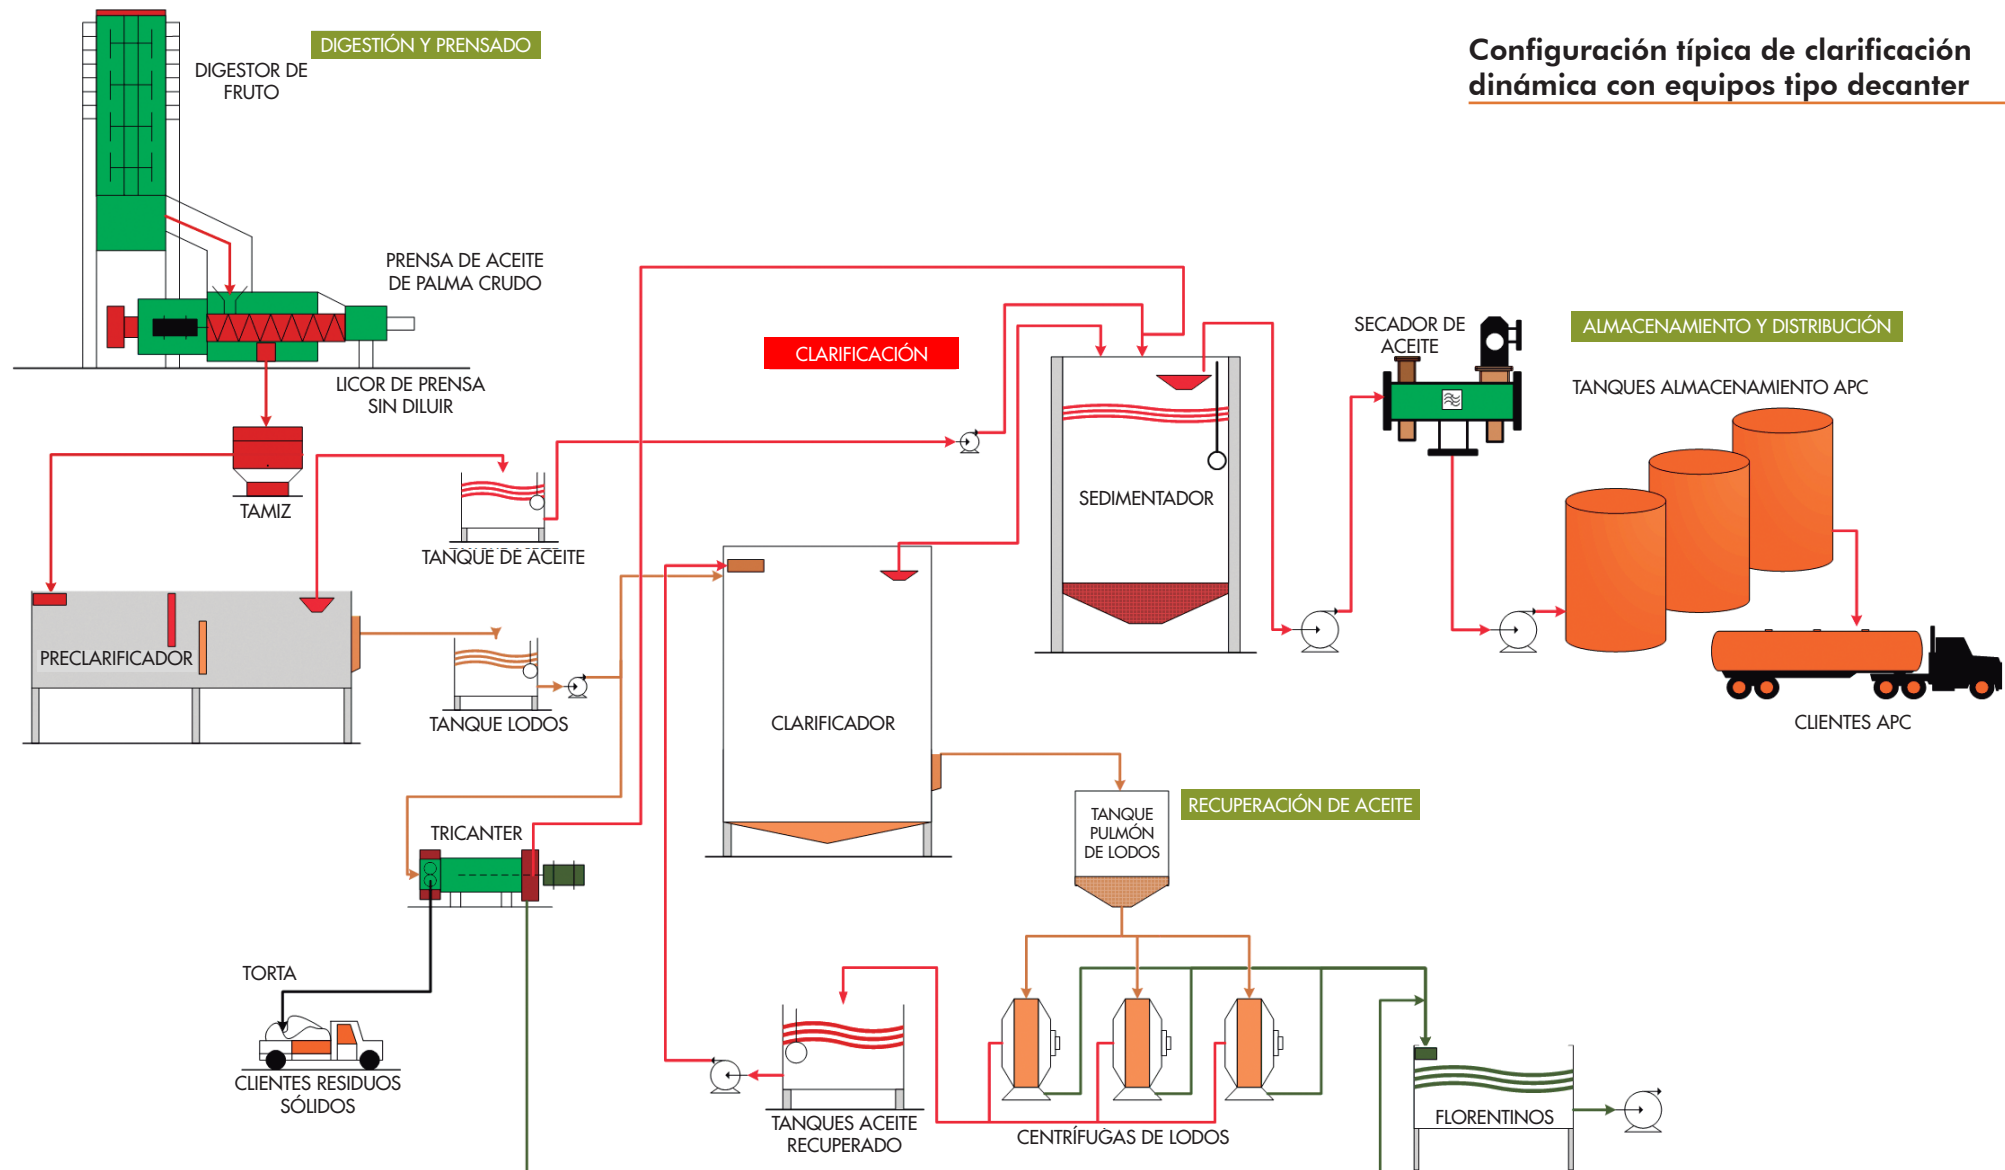 Configuración típica de clarificación
dinámica con equipos tipo decanter
DIGESTIÓN Y PRENSADO
DIGESTOR DE
FRUTO
PRENSA DE ACEITE
DE PALMA CRUDO
LICOR DE PRENSA
SIN DILUIR
TAMIZ
PRECLARIFICADOR
TANQUE DE ACEITE
TANQUE LODOS
CLARIFICACIÓN
SEDIMENTADOR
CLARIFICADOR
SECADOR DE
ACEITE
ALMACENAMIENTO Y DISTRIBUCIÓN
TANQUES ALMACENAMIENTO APC
CLIENTES APC
TRICANTER
TORTA
CLIENTES RESIDUOS
SÓLIDOS
RECUPERACIÓN DE ACEITE
TANQUE
PULMÓN
DE LODOS
TANQUES ACEITE
RECUPERADO
CENTRÍFUGAS DE LODOS
FLORENTINOS